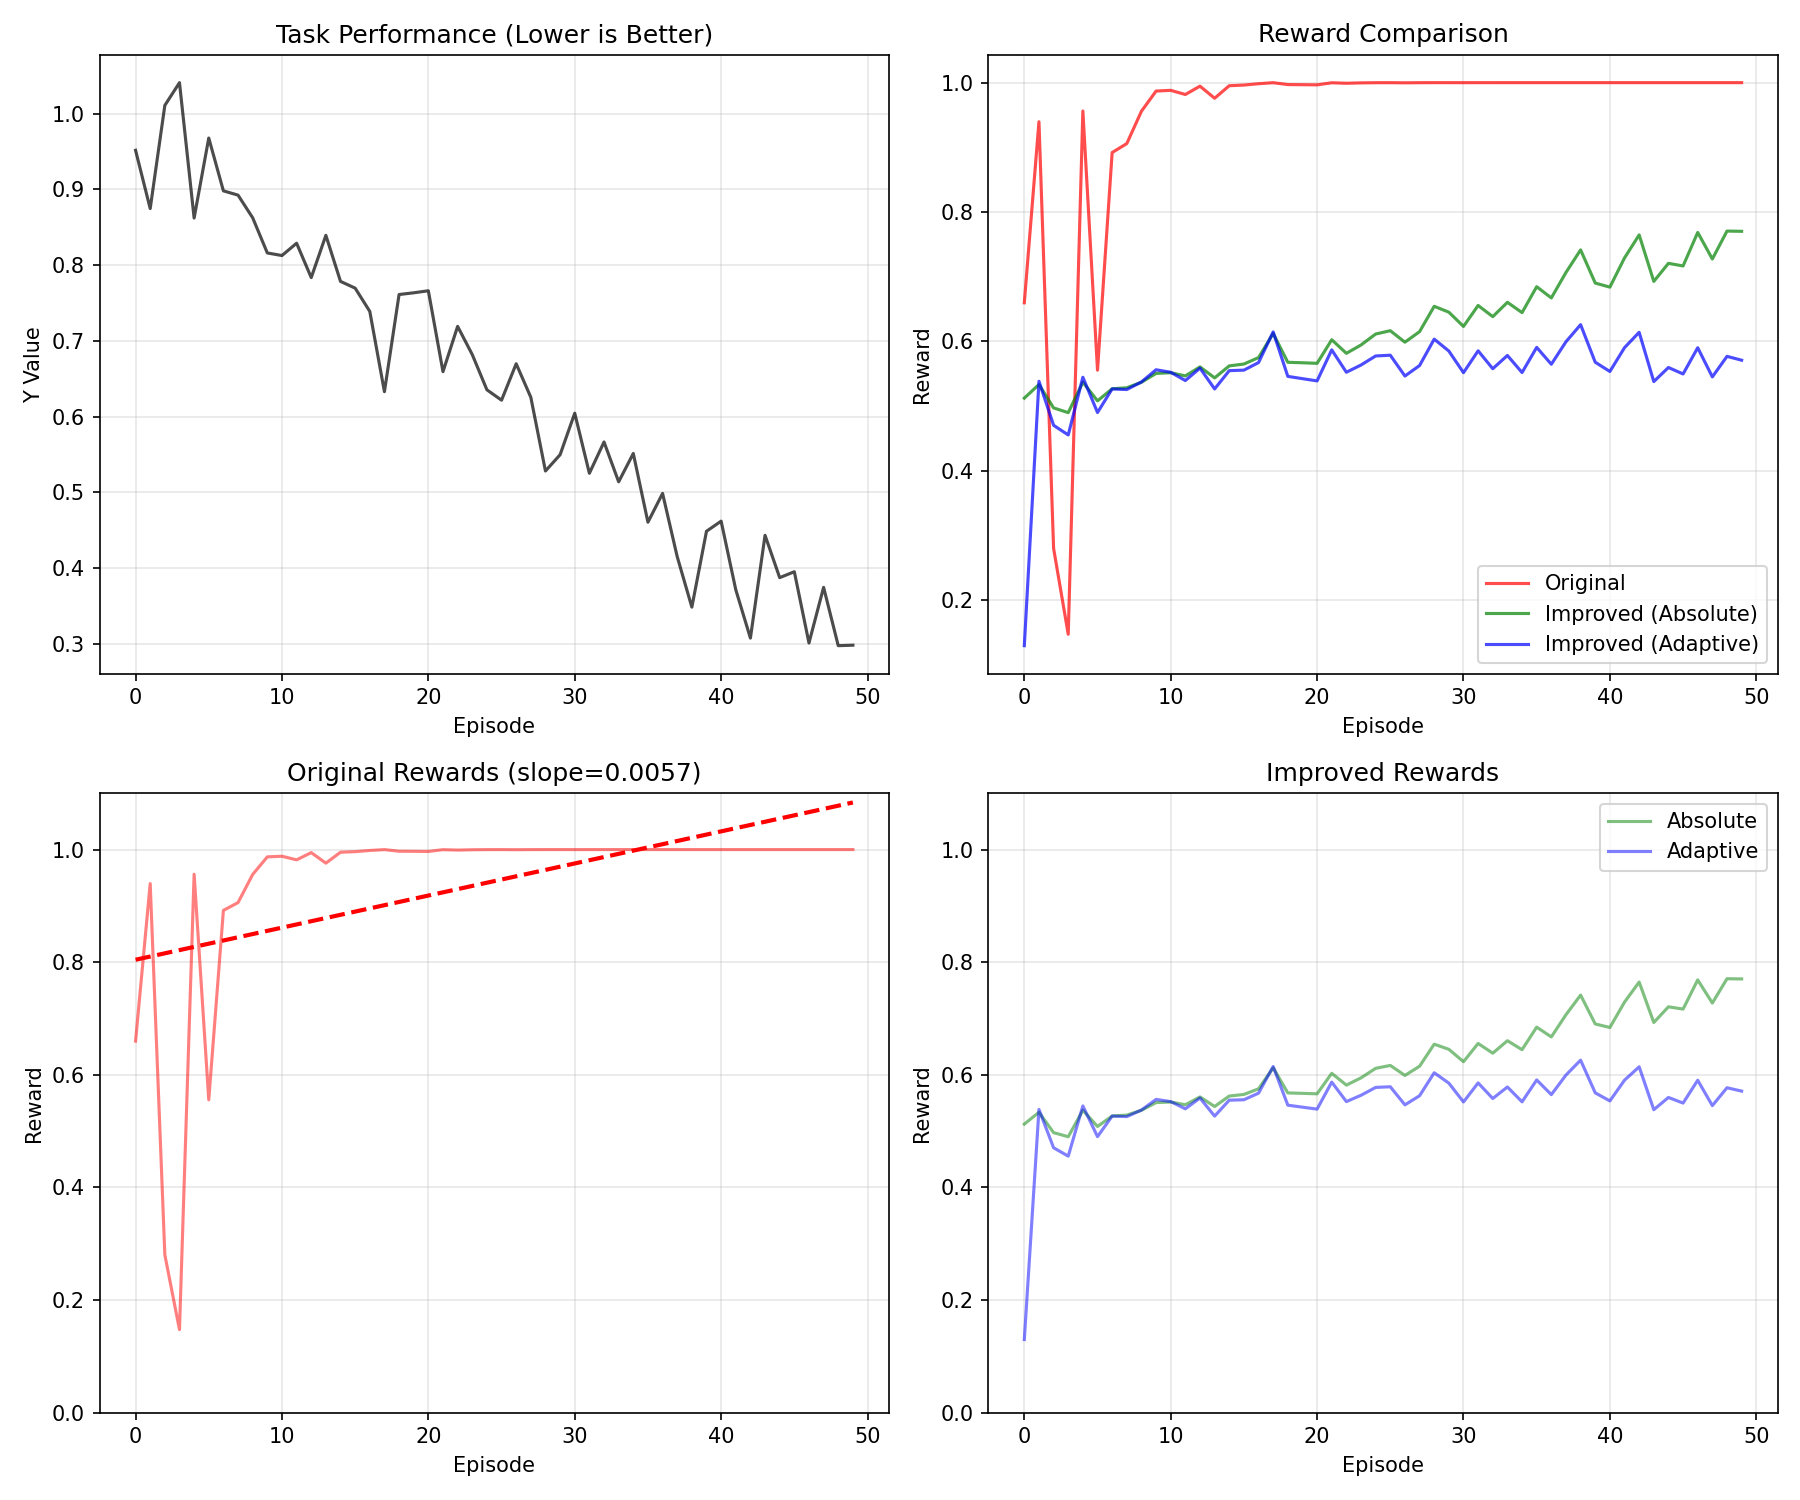 Task Performance (Lower is Better)
Y Value
1.0
0.9
0.8
0.7
0.6
0.5
0.4
0.3
0 10 20 30 40 50
Episode
Reward Comparison
Reward
1.0
0.8
0.6
0.4
0.2
Original
Improved (Absolute)
Improved (Adaptive)
0 10 20 30 40 50
Episode
Original Rewards (slope=0.0057)
Reward
1.0
0.8
0.6
0.4
0.2
0.0
0 10 20 30 40 50
Episode
Improved Rewards
Reward
1.0
0.8
0.6
0.4
0.2
0.0
Absolute
Adaptive
0 10 20 30 40 50
Episode